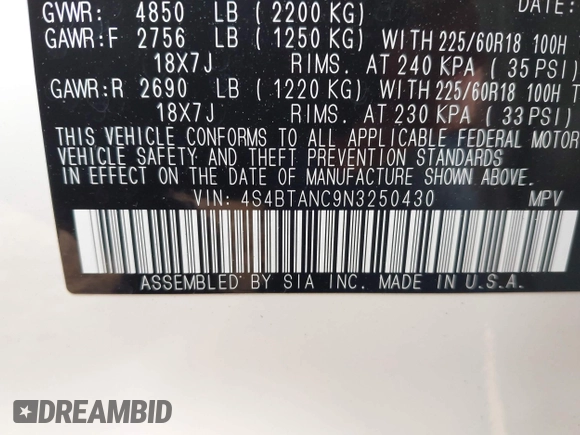 GVWR: 4850 LB (2200 KG)
DATE:
GAWR:F 2756 LB (1250 KG) WITH 225/60R18 100H
18X7J RIMS. AT 240 KPA (35 PSI)
GAWR:R 2690 LB (1220 KG) WITH 225/60R18 100H T
18X7J RIMS. AT 230 KPA (33 PSI)
THIS VEHICLE CONFORMS TO ALL APPLICABLE FEDERAL MOTOR
VEHICLE SAFETY AND THEFT PREVENTION STANDARDS
IN EFFECT ON THE DATE OF MANUFACTURE SHOWN ABOVE.
VIN: 4S4BTANC9N3250430 MPV
ASSEMBLED BY SIA INC. MADE IN U.S.A.
DREAMBID